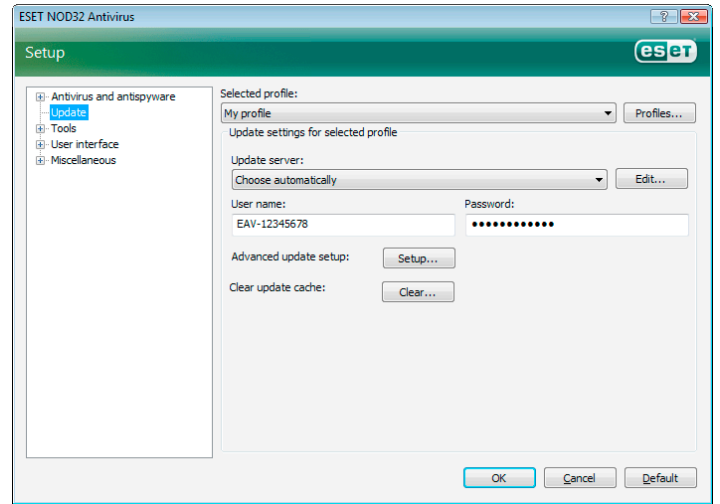 ESET NOD32 Antivirus
?
Setup
eseT
Antivirus and antispyware
Update
Tools
User interface
Miscellaneous
Selected profile:
My profile
Profiles...
Update settings for selected profile
Update server:
Choose automatically
Edit...
User name:
Password:
EAV-12345678
••••••••••••
Advanced update setup:
Setup...
Clear update cache:
Clear...
OK
Cancel
Default